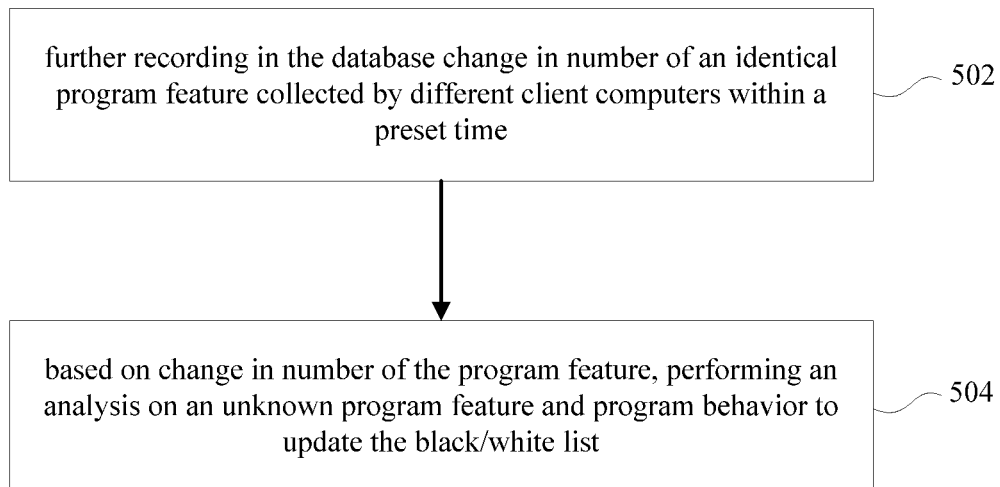 further recording in the database change in number of an identical
program feature collected by different client computers within a
preset time
502
based on change in number of the program feature, performing an
analysis on an unknown program feature and program behavior to
update the black/white list
504